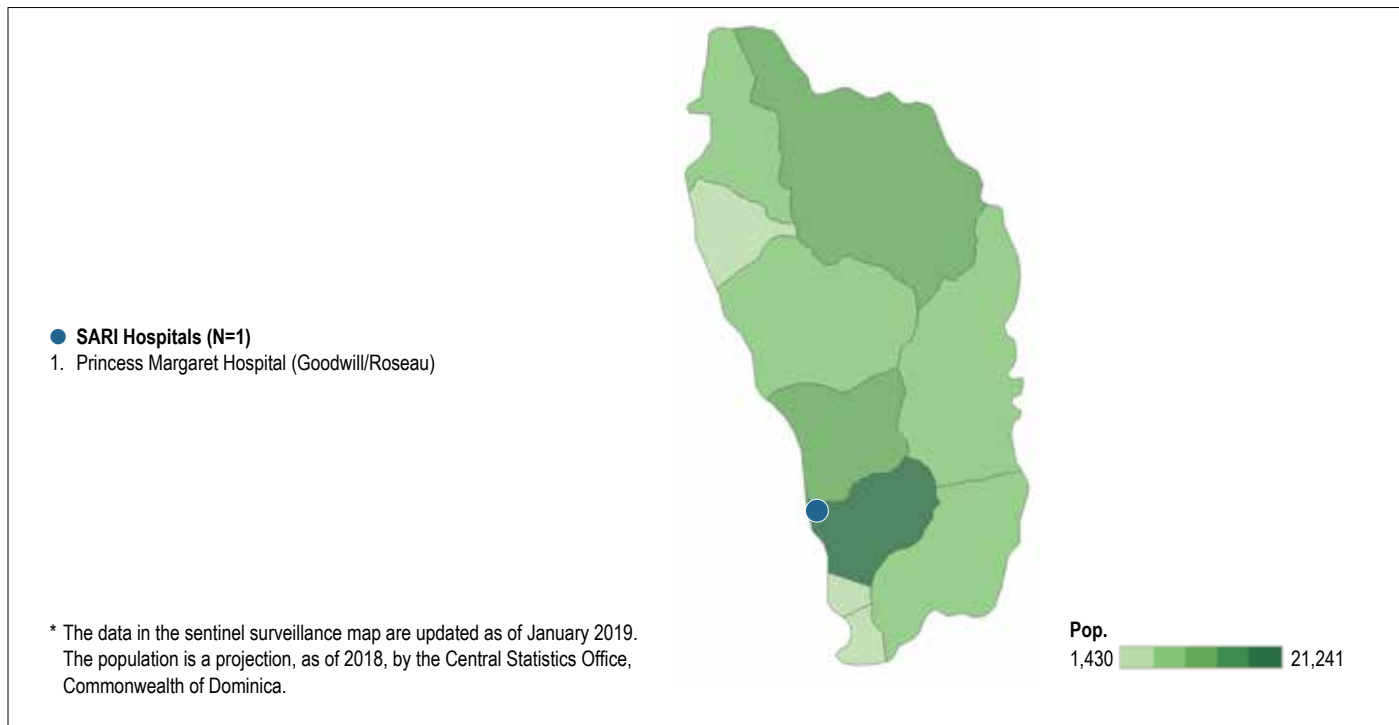 SARI Hospitals (N=1)
1. Princess Margaret Hospital (Goodwill/Roseau)
* The data in the sentinel surveillance map are updated as of January 2019.
The population is a projection, as of 2018, by the Central Statistics Office,
Commonwealth of Dominica.
Pop.
1,430 21,241